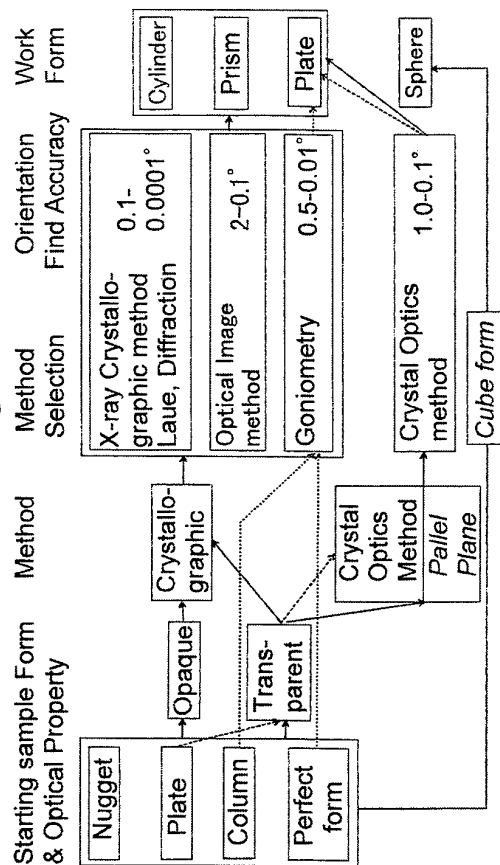 Starting sample Form
& Optical Property
Method
Method
Selection
Orientation
Find Accuracy
Work
Form
Nugget
Plate
Column
Perfect
form
Opaque
Trans-
parent
Crystallo-
graphic
Crystal
Optics
Method
Pallel
Plane
X-ray Crystallo-
graphic method
Laue, Diffraction
0.1-
0.0001°
Optical Image
method
2-0.1°
Goniometry
0.5-0.01°
Crystal Optics
method
1.0-0.1°
Cube form
Cylinder
Prism
Plate
Sphere